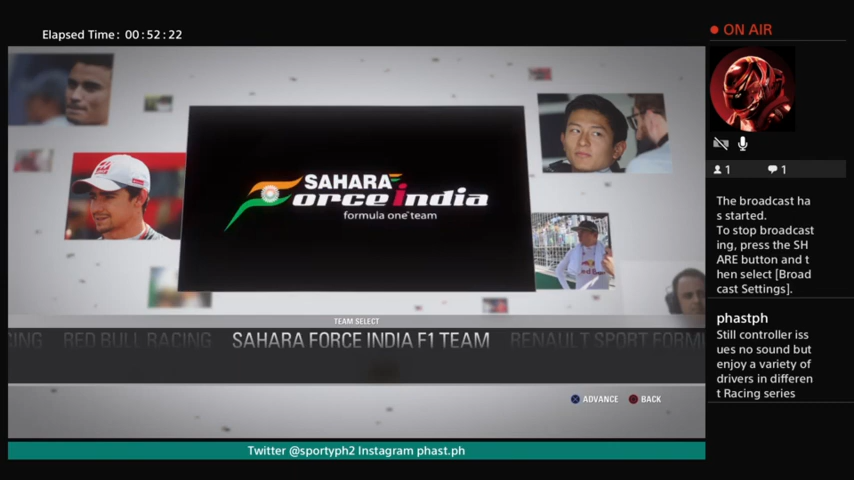 Elapsed Time: 00:52:22
ON AIR
SAHARA
Force india
formula one team
1
1
The broadcast ha
s started.
To stop broadcast
ing, press the SH
ARE button and t
hen select [Broad
cast Settings].
phastph
Still controller iss
ues no sound but
enjoy a variety of
drivers in differen
t Racing series
TEAM SELECT
CING RED BULL RACING SAHARA FORCE INDIA F1 TEAM RENAULT SPORT FORM
ADVANCE BACK
Twitter @sportyph2 Instagram phast.ph